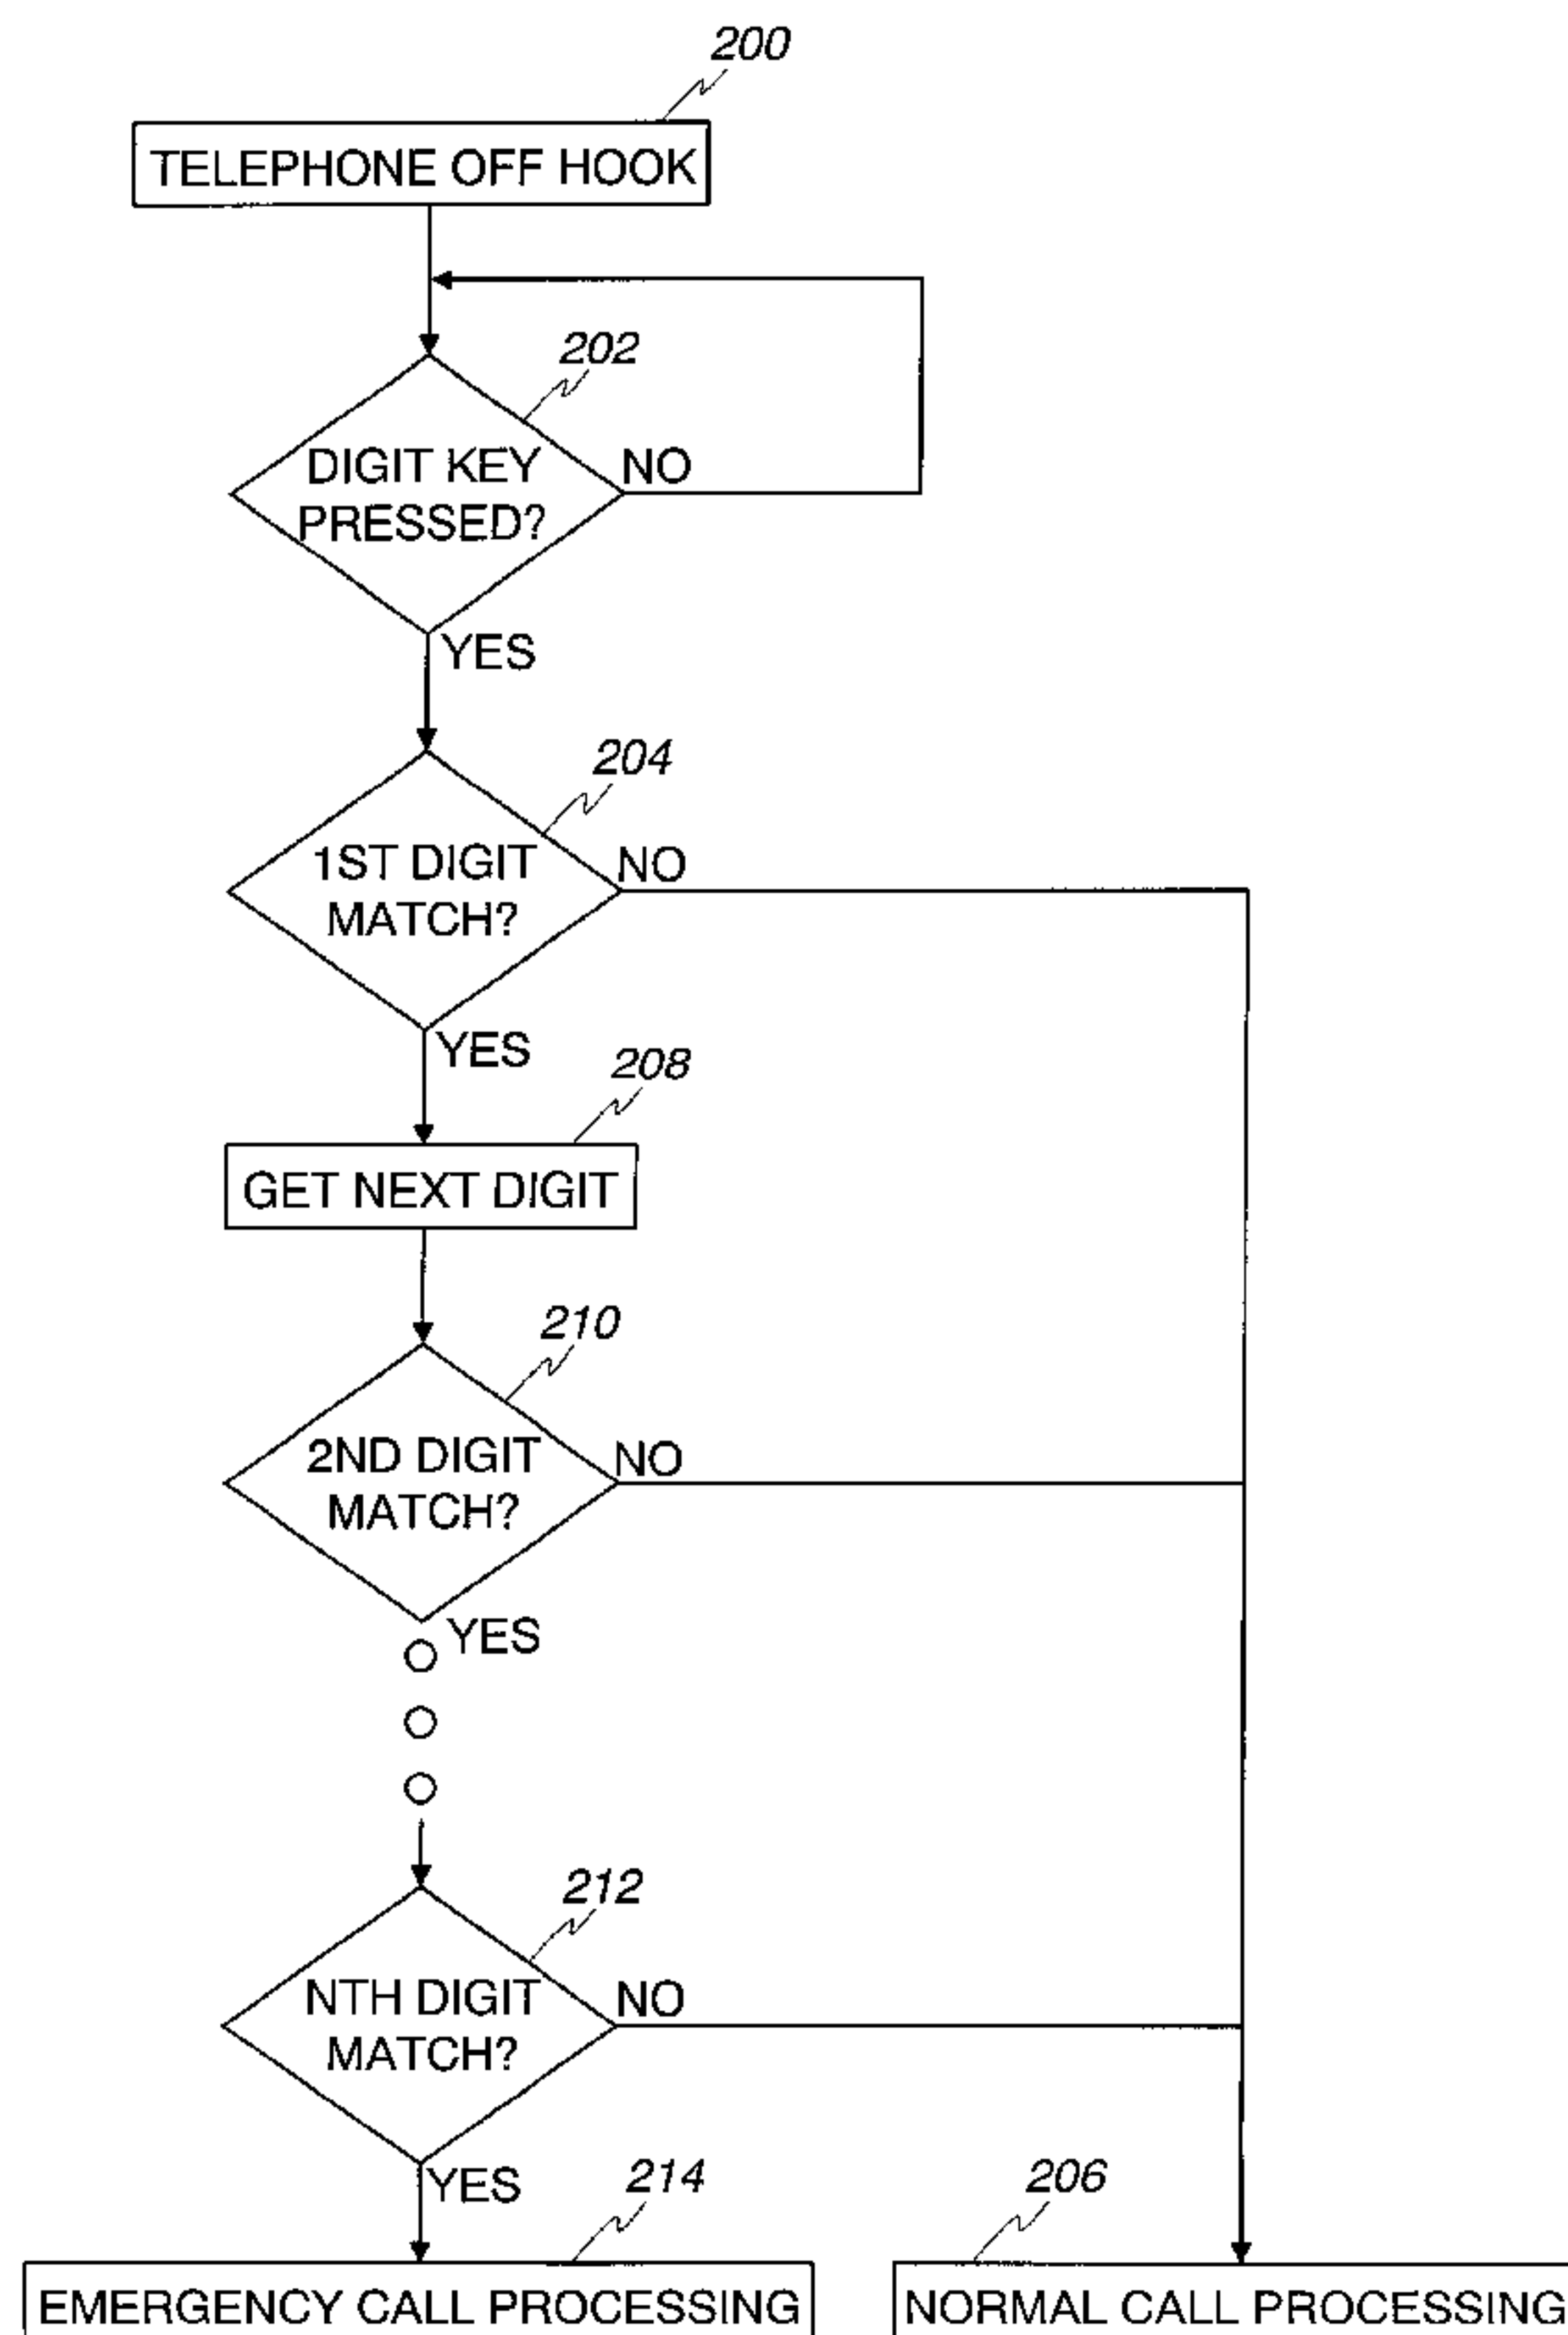 200
TELEPHONE OFF HOOK
202
DIGIT KEY
PRESSED?
NO
YES
204
1ST DIGIT
MATCH?
NO
YES
208
GET NEXT DIGIT
210
2ND DIGIT
MATCH?
NO
YES
212
NTH DIGIT
MATCH?
NO
YES
214
206
EMERGENCY CALL PROCESSING
NORMAL CALL PROCESSING